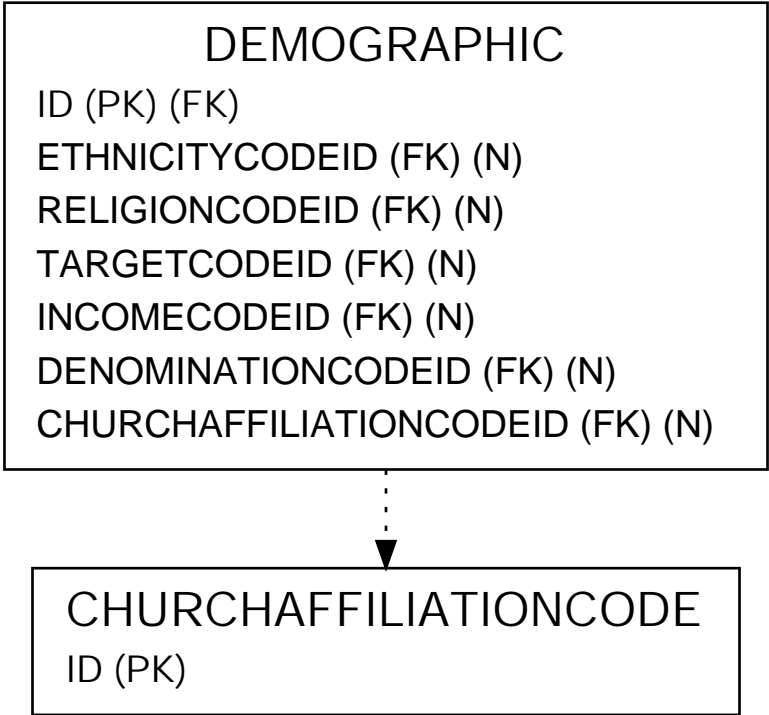 DEMOGRAPHIC
ID (PK) (FK)
ETHNICITYCODEID (FK) (N)
RELIGIONCODEID (FK) (N)
TARGETCODEID (FK) (N)
INCOMECODEID (FK) (N)
DENOMINATIONCODEID (FK) (N)
CHURCHAFFILIATIONCODEID (FK) (N)
CHURCHAFFILIATIONCODE
ID (PK)